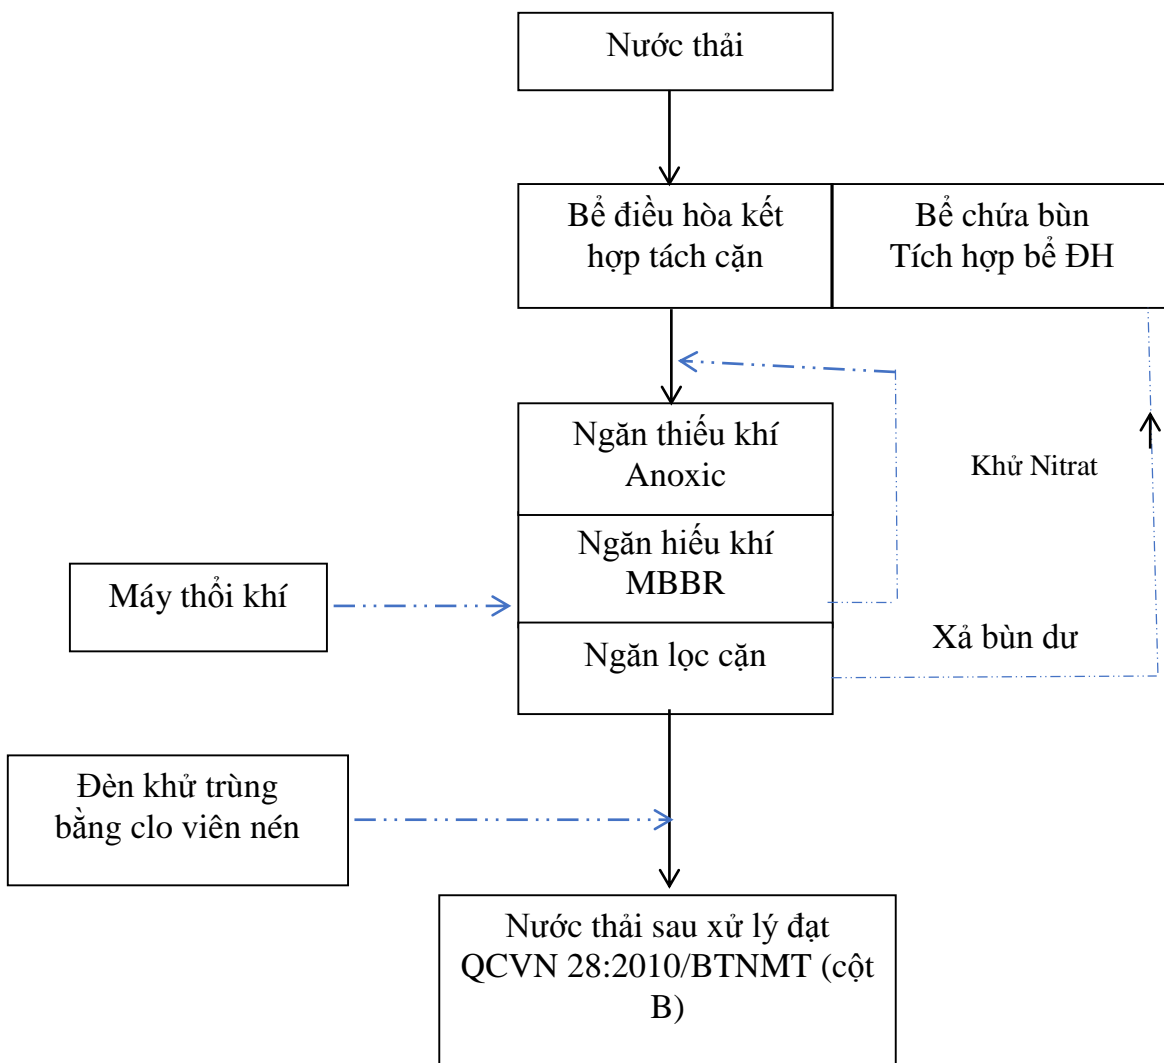 Nước thải
Bể điều hòa kết
hợp tách cặn
Bể chứa bùn
Tích hợp bể ĐH
Ngăn thiếu khí
Anoxic
Khử Nitrat
Ngăn hiếu khí
MBBR
Máy thổi khí
Xả bùn dư
Ngăn lọc cặn
Đèn khử trùng
bằng clo viên nén
Nước thải sau xử lý đạt
QCVN 28:2010/BTNMT (cột
B)